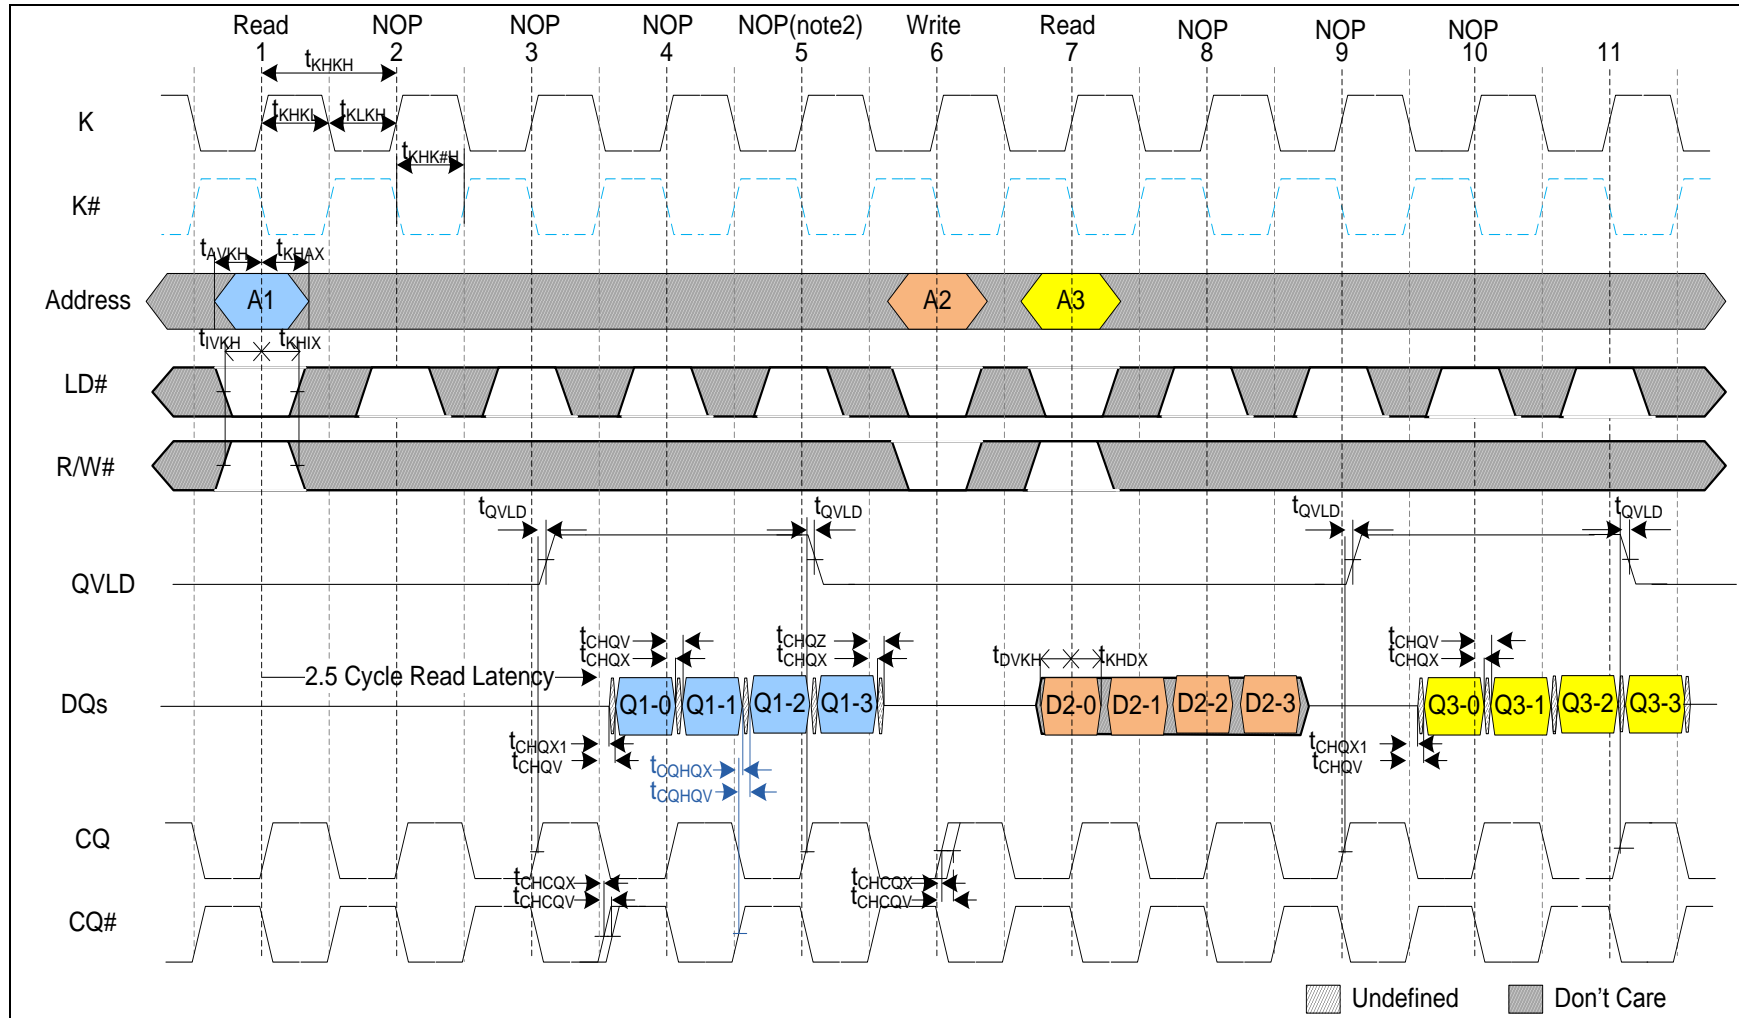 Read NOP NOP NOP NOP(note2) Write Read NOP NOP NOP
1 2 3 4 5 6 7 8 9 10 11
tKHKH
K
tKHKL tKLKH
tKHK#H
K#
tAVKH tKHAX
Address A1 A2 A3
tIVKH tKHIX
LD#
R/W#
tQVLD tQVLD tQVLD tQVLD
QVLD
tCHQV tCHQZ tCHQV
tCHQX tCHQX tDVKH tKHDX tCHQX
2.5 Cycle Read Latency
DQs Q1-0 Q1-1 Q1-2 Q1-3 D2-0 D2-1 D2-2 D2-3 Q3-0 Q3-1 Q3-2 Q3-3
tCHQX1 tCHQX1
tCHQV tCHQV
tCQHQX
tCQHQV
CQ
tCHCQX tCHCQX
tCHCQV tCHCQV
CQ#
Undefined Don't Care